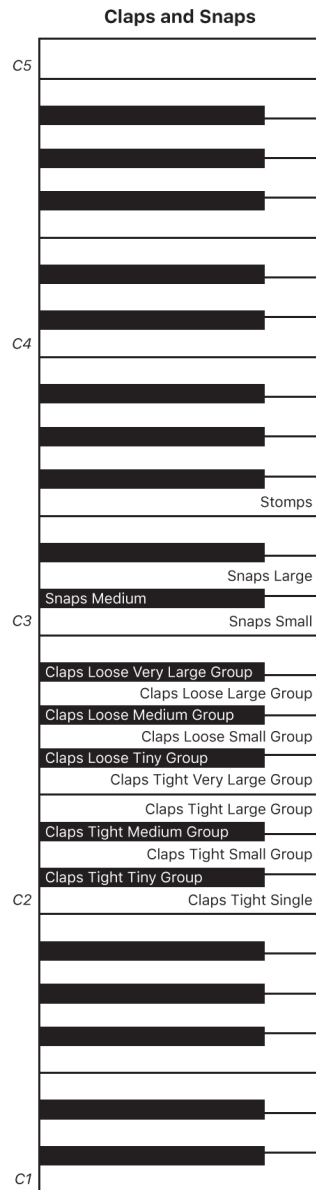 Claps and Snaps
C5
C4
Stomps
Snaps Large
Snaps Medium
C3
Snaps Small
Claps Loose Very Large Group
Claps Loose Large Group
Claps Loose Medium Group
Claps Loose Small Group
Claps Loose Tiny Group
Claps Tight Very Large Group
Claps Tight Large Group
Claps Tight Medium Group
Claps Tight Small Group
Claps Tight Tiny Group
C2
Claps Tight Single
C1